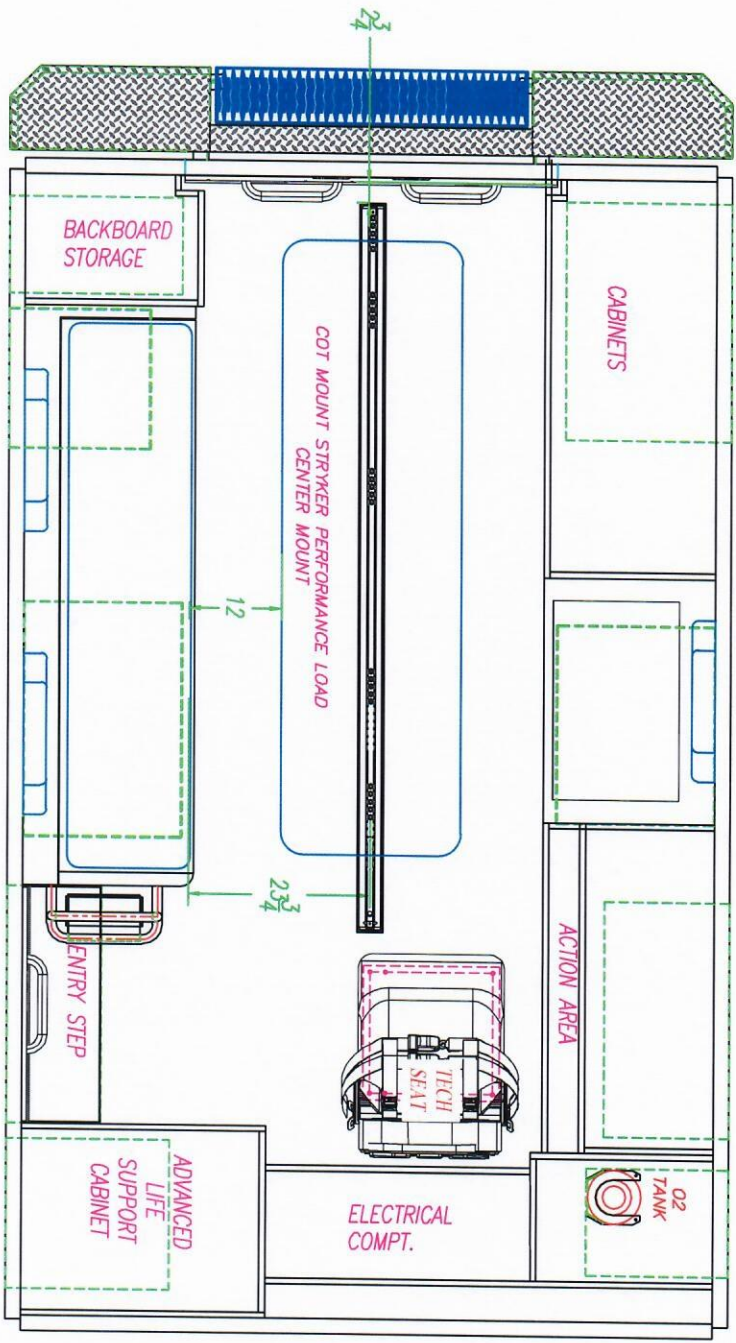 2 3/4
BACKBOARD
STORAGE
CABINETS
COT MOUNT STRYKER PERFORMANCE LOAD
CENTER MOUNT
12
23 3/4
ENTRY STEP
ACTION AREA
TECH
SEAT
ADVANCED
LIFE
SUPPORT
CABINET
ELECTRICAL
COMPT.
O2
TANK